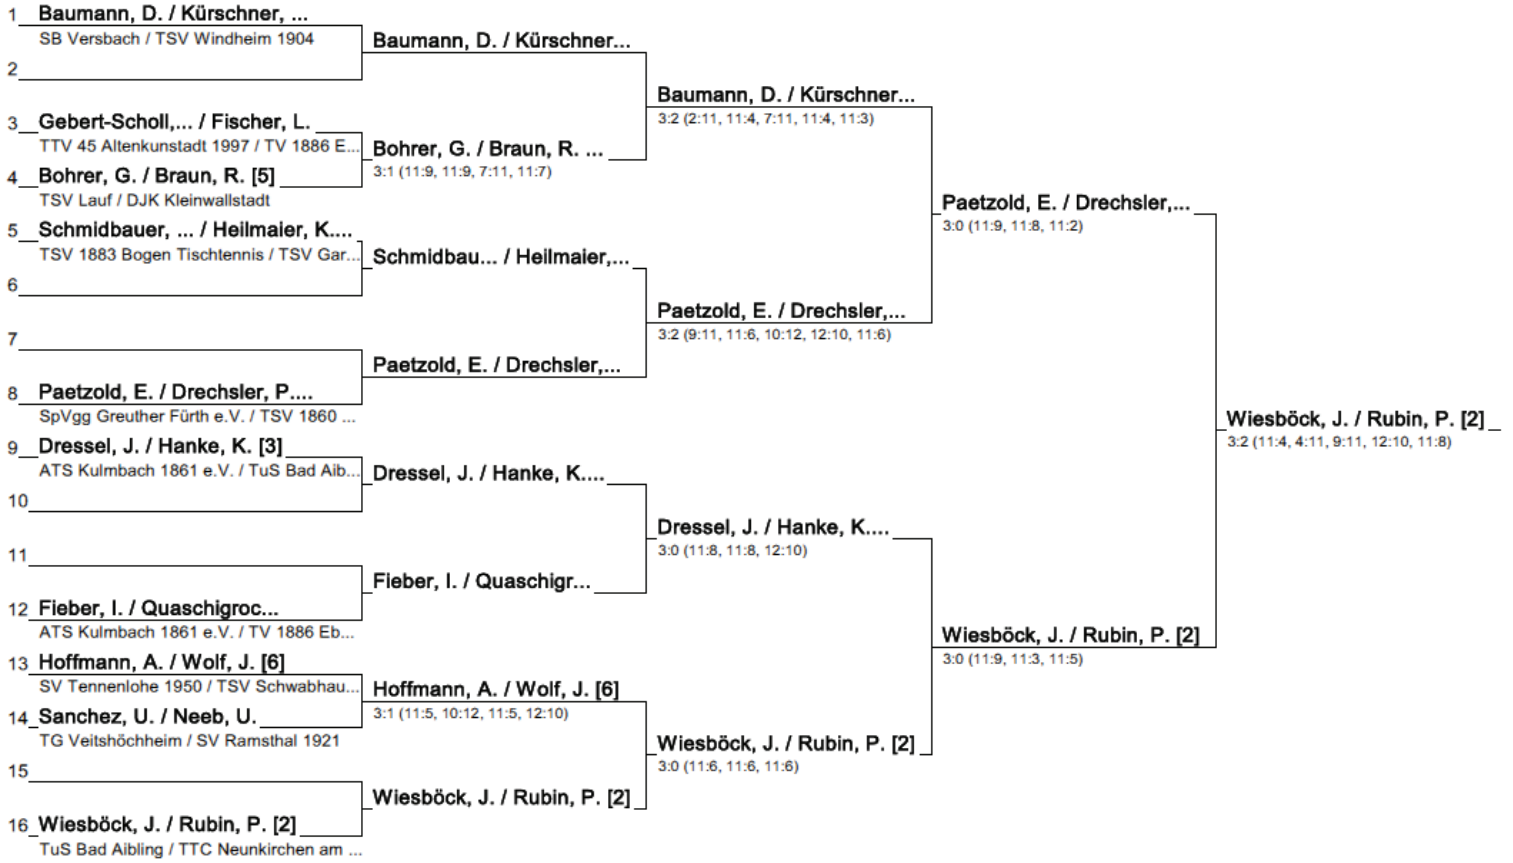 1 Baumann, D. / Kürschner, ...
SB Versbach / TSV Windheim 1904
2
3 Gebert-Scholl,... / Fischer, L.
TTV 45 Altenkunstadt 1997 / TV 1886 E...
4 Bohrer, G. / Braun, R. [5]
TSV Lauf / DJK Kleinwallstadt
5 Schmidbauer, ... / Heilmaier, K....
TSV 1883 Bogen Tischtennis / TSV Gar...
6
7
8 Paetzold, E. / Drechsler, P....
SpVgg Greuther Fürth e.V. / TSV 1860 ...
9 Dressel, J. / Hanke, K. [3]
ATS Kulmbach 1861 e.V. / TuS Bad Aib...
10
11
12 Fieber, I. / Quaschigroc...
ATS Kulmbach 1861 e.V. / TV 1886 Eb...
13 Hoffmann, A. / Wolf, J. [6]
SV Tennenlohe 1950 / TSV Schwabhau...
14 Sanchez, U. / Neeb, U.
TG Veitshöchheim / SV Ramsthal 1921
15
16 Wiesböck, J. / Rubin, P. [2]
TuS Bad Aibling / TTC Neunkirchen am ...
Baumann, D. / Kürschner...
Bohrer, G. / Braun, R. ...
3:1 (11:9, 11:9, 7:11, 11:7)
Schmidbau... / Heilmaier,...
Paetzold, E. / Drechsler,...
Dressel, J. / Hanke, K....
Fieber, I. / Quaschigr...
Hoffmann, A. / Wolf, J. [6]
3:1 (11:5, 10:12, 11:5, 12:10)
Wiesböck, J. / Rubin, P. [2]
Baumann, D. / Kürschner...
3:2 (2:11, 11:4, 7:11, 11:4, 11:3)
Paetzold, E. / Drechsler,...
3:2 (9:11, 11:6, 10:12, 12:10, 11:6)
Dressel, J. / Hanke, K....
3:0 (11:8, 11:8, 12:10)
Wiesböck, J. / Rubin, P. [2]
3:0 (11:6, 11:6, 11:6)
Paetzold, E. / Drechsler,...
3:0 (11:9, 11:8, 11:2)
Wiesböck, J. / Rubin, P. [2]
3:0 (11:9, 11:3, 11:5)
Wiesböck, J. / Rubin, P. [2]
3:2 (11:4, 4:11, 9:11, 12:10, 11:8)